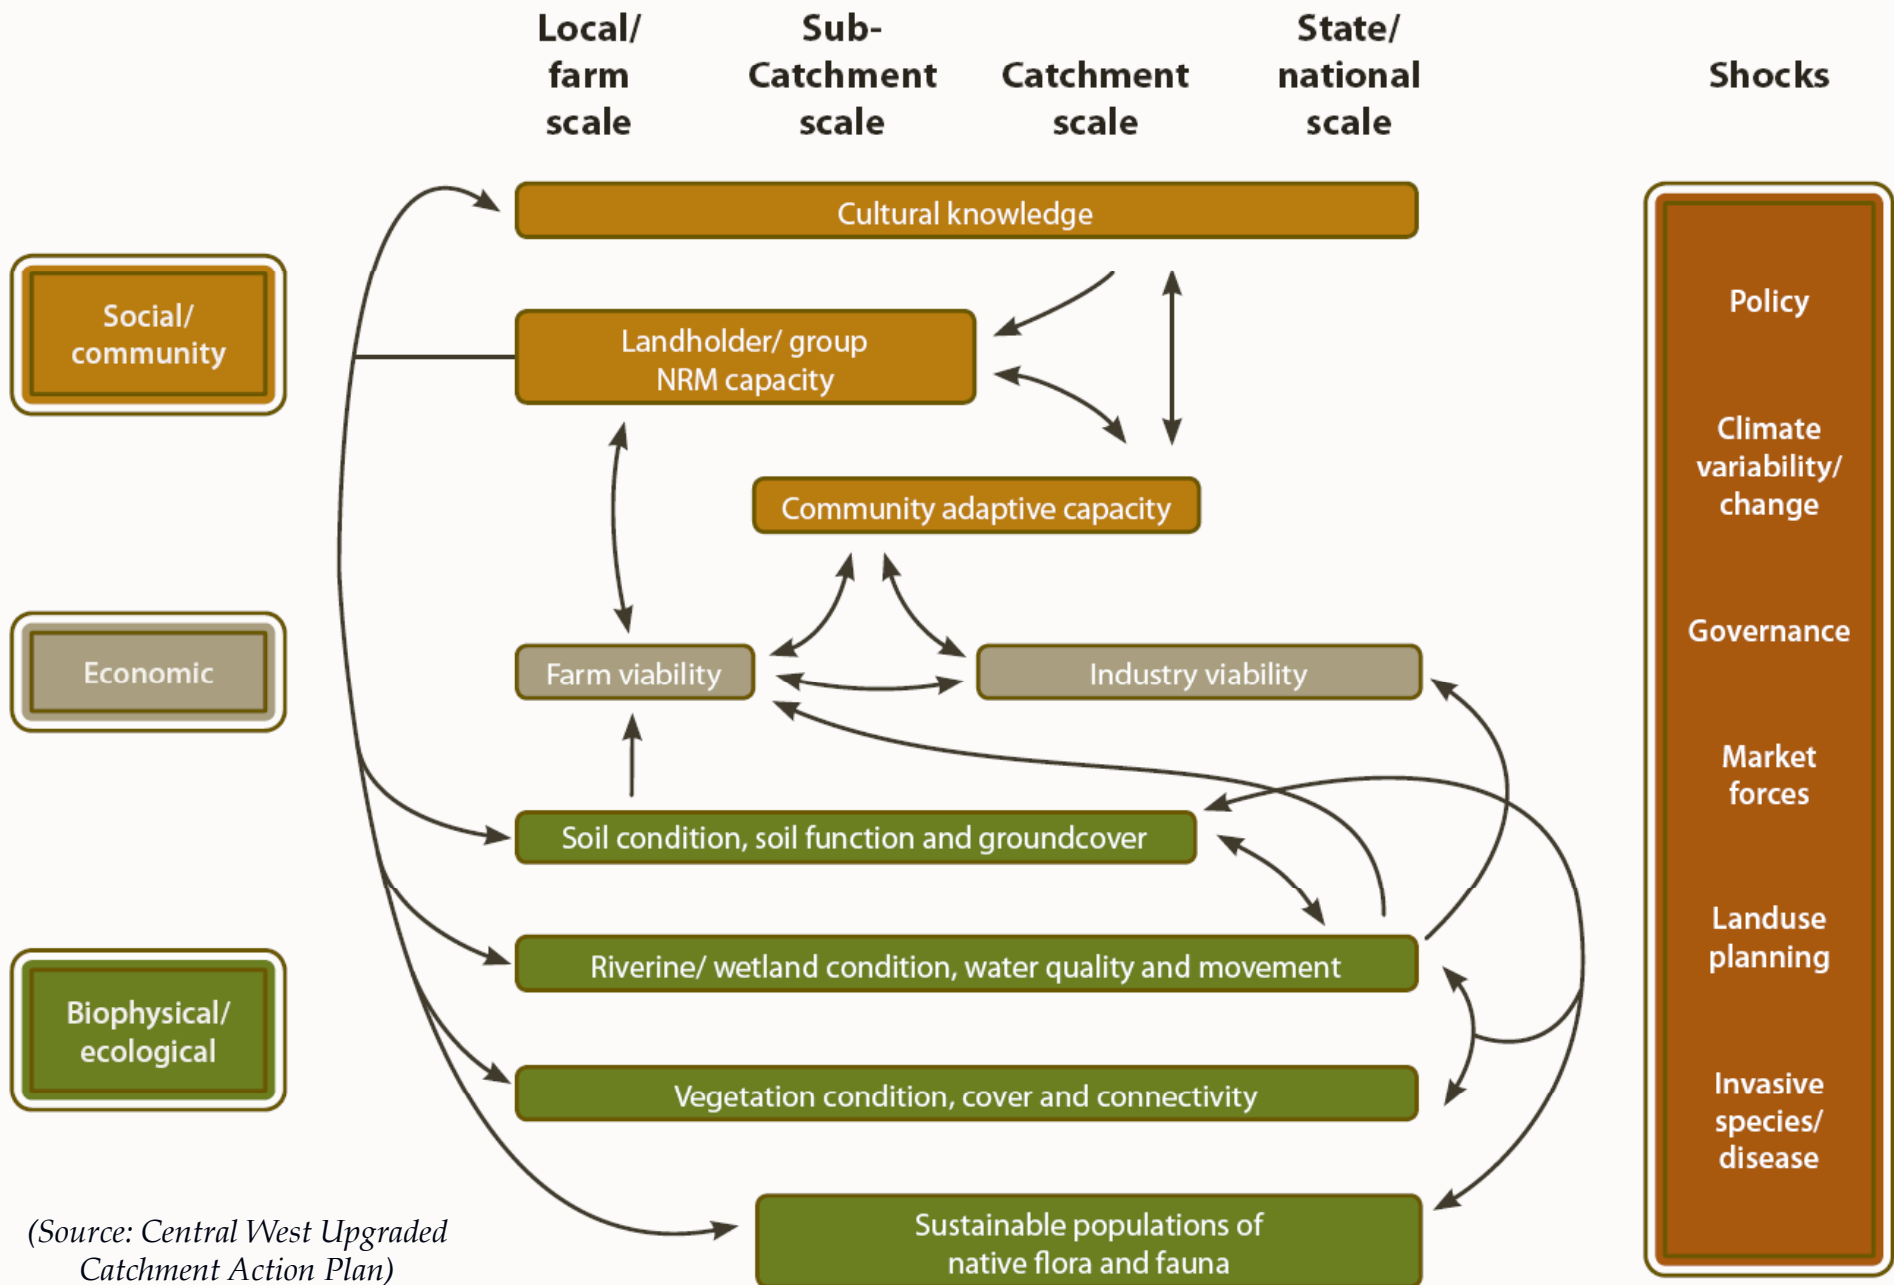 Local/
farm
scale
Sub-
Catchment
scale
Catchment
scale
State/
national
scale
Shocks
Cultural knowledge
Social/
community
Landholder/ group
NRM capacity
Community adaptive capacity
Economic
Farm viability
Industry viability
Soil condition, soil function and groundcover
Riverine/ wetland condition, water quality and movement
Biophysical/
ecological
Vegetation condition, cover and connectivity
Sustainable populations of
native flora and fauna
Policy
Climate
variability/
change
Governance
Market
forces
Landuse
planning
Invasive
species/
disease
(Source: Central West Upgraded
Catchment Action Plan)